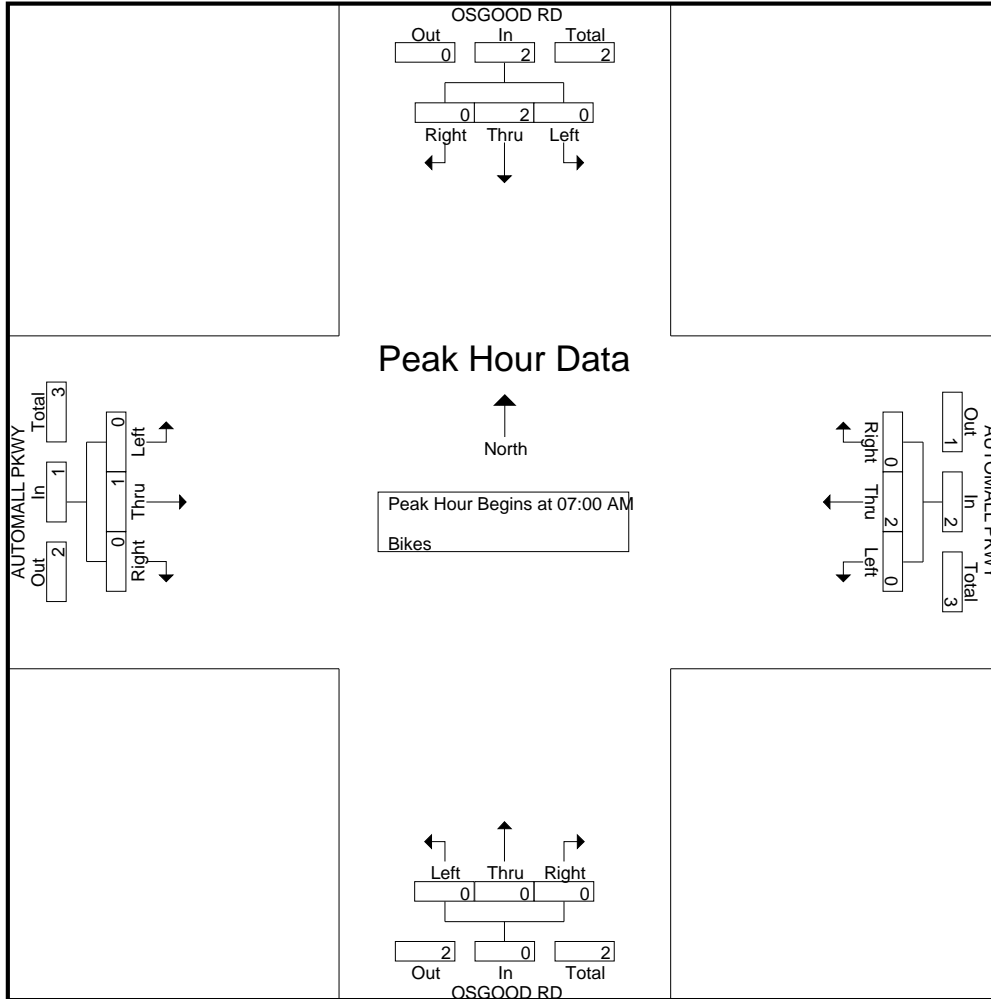 OSGOOD RD
Out In Total
0 2 2
0 2 0
Right Thru Left
Peak Hour Data
North
Peak Hour Begins at 07:00 AM
Bikes
AUTOMALL PKWY
Out In Total
2 1 3
0 1 0
Left Thru Right
AUTOMALL PKWY
Out In Total
1 2 3
0 2 0
Right Thru Left
Left Thru Right
0 0 0
2 0 2
Out In Total
OSGOOD RD